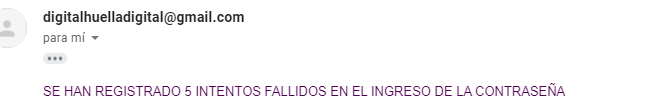 digitalhuelladigital@gmail.com
para mí
SE HAN REGISTRADO 5 INTENTOS FALLIDOS EN EL INGRESO DE LA CONTRASEÑA